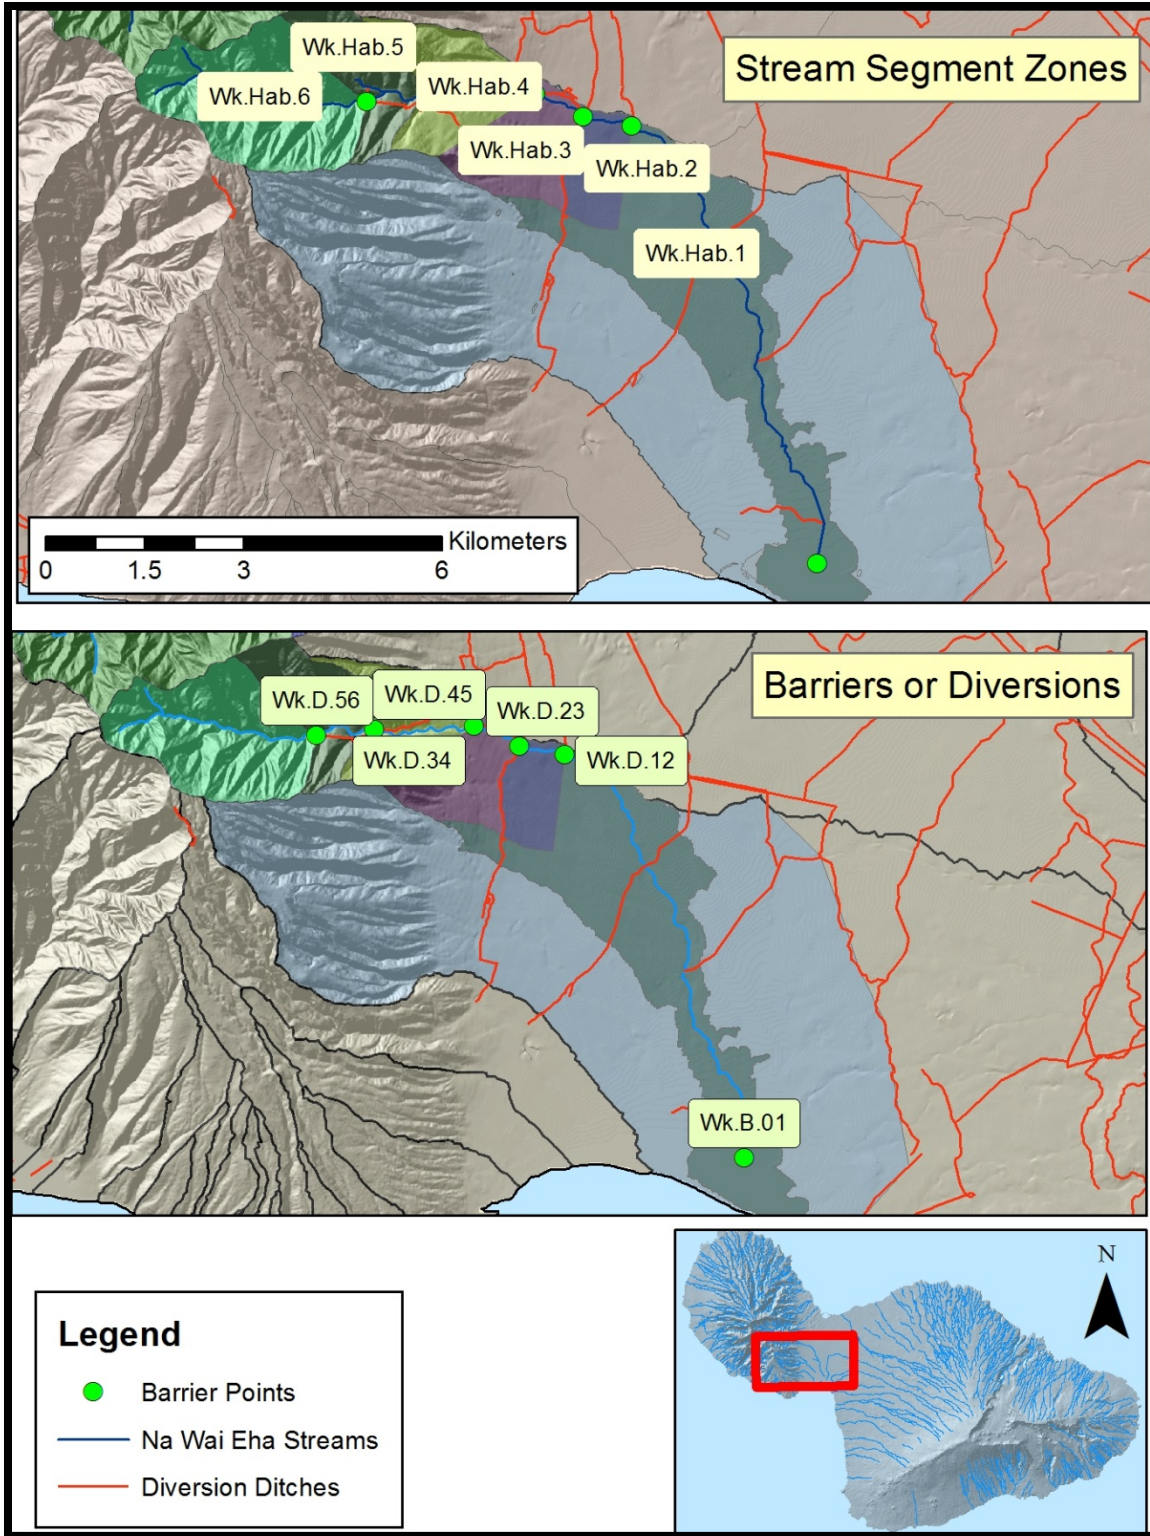 Stream Segment Zones
Wk.Hab.5
Wk.Hab.6
Wk.Hab.4
Wk.Hab.3
Wk.Hab.2
Wk.Hab.1
Kilometers
0 1.5 3 6
Barriers or Diversions
Wk.D.56
Wk.D.45
Wk.D.23
Wk.D.34
Wk.D.12
Wk.B.01
Legend
Barrier Points
Na Wai Eha Streams
Diversion Ditches
N